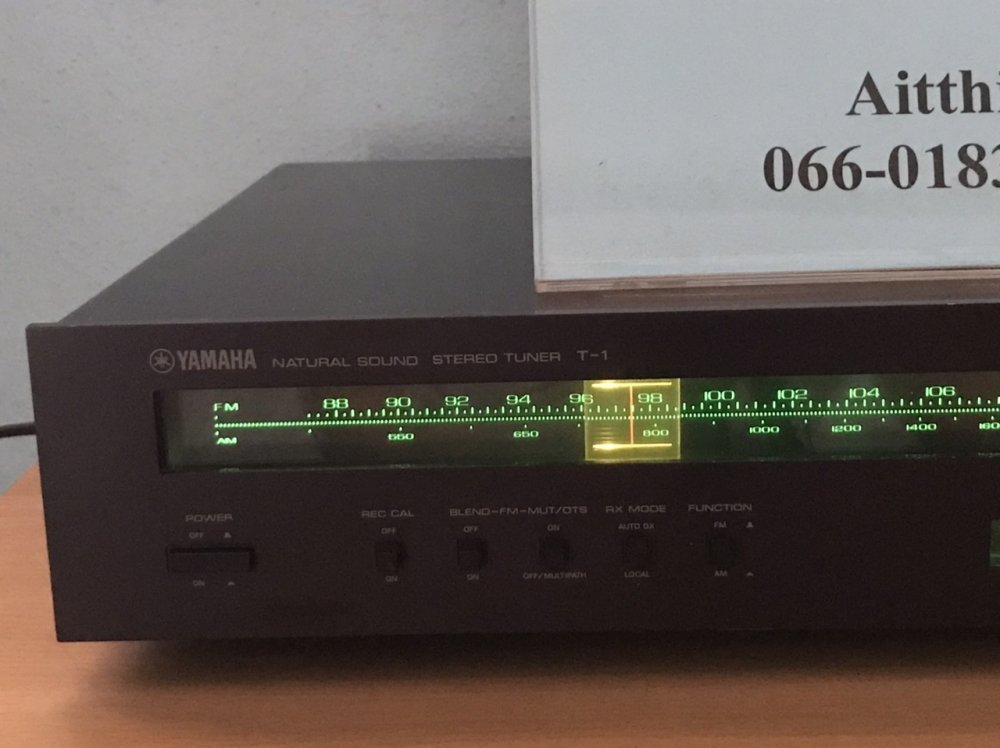 Aitthi
066-0183
YAMAHA NATURAL SOUND STEREO TUNER T-1
FM 88 90 92 94 96 98 100 102 104 106
AM 550 650 800 1000 1200 1400
POWER REC CAL BLEND-FM-MUT/OTS RX MODE FUNCTION
OFF OFF OFF ON AUTO DX FM
ON ON ON OFF/MULTIPATH LOCAL AM